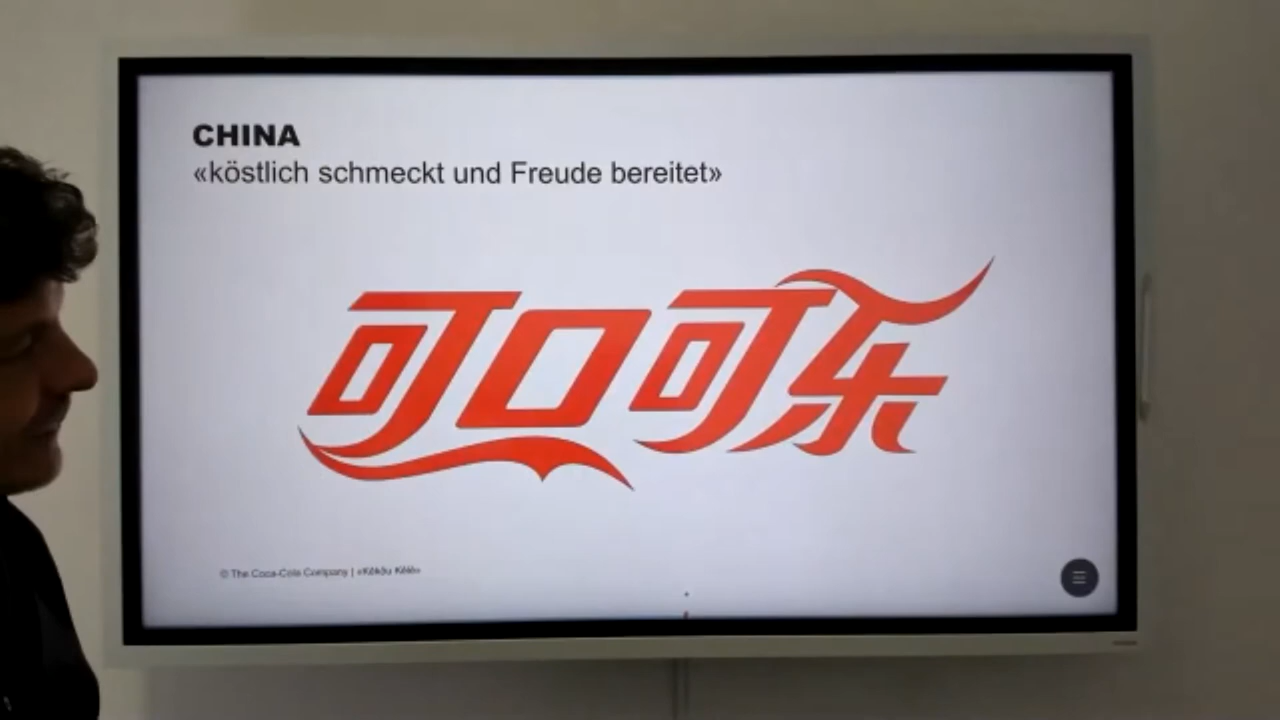 CHINA
«köstlich schmeckt und Freude bereitet»
可口可乐
© The Coca-Cola Company | «Kěkǒu Kělè»